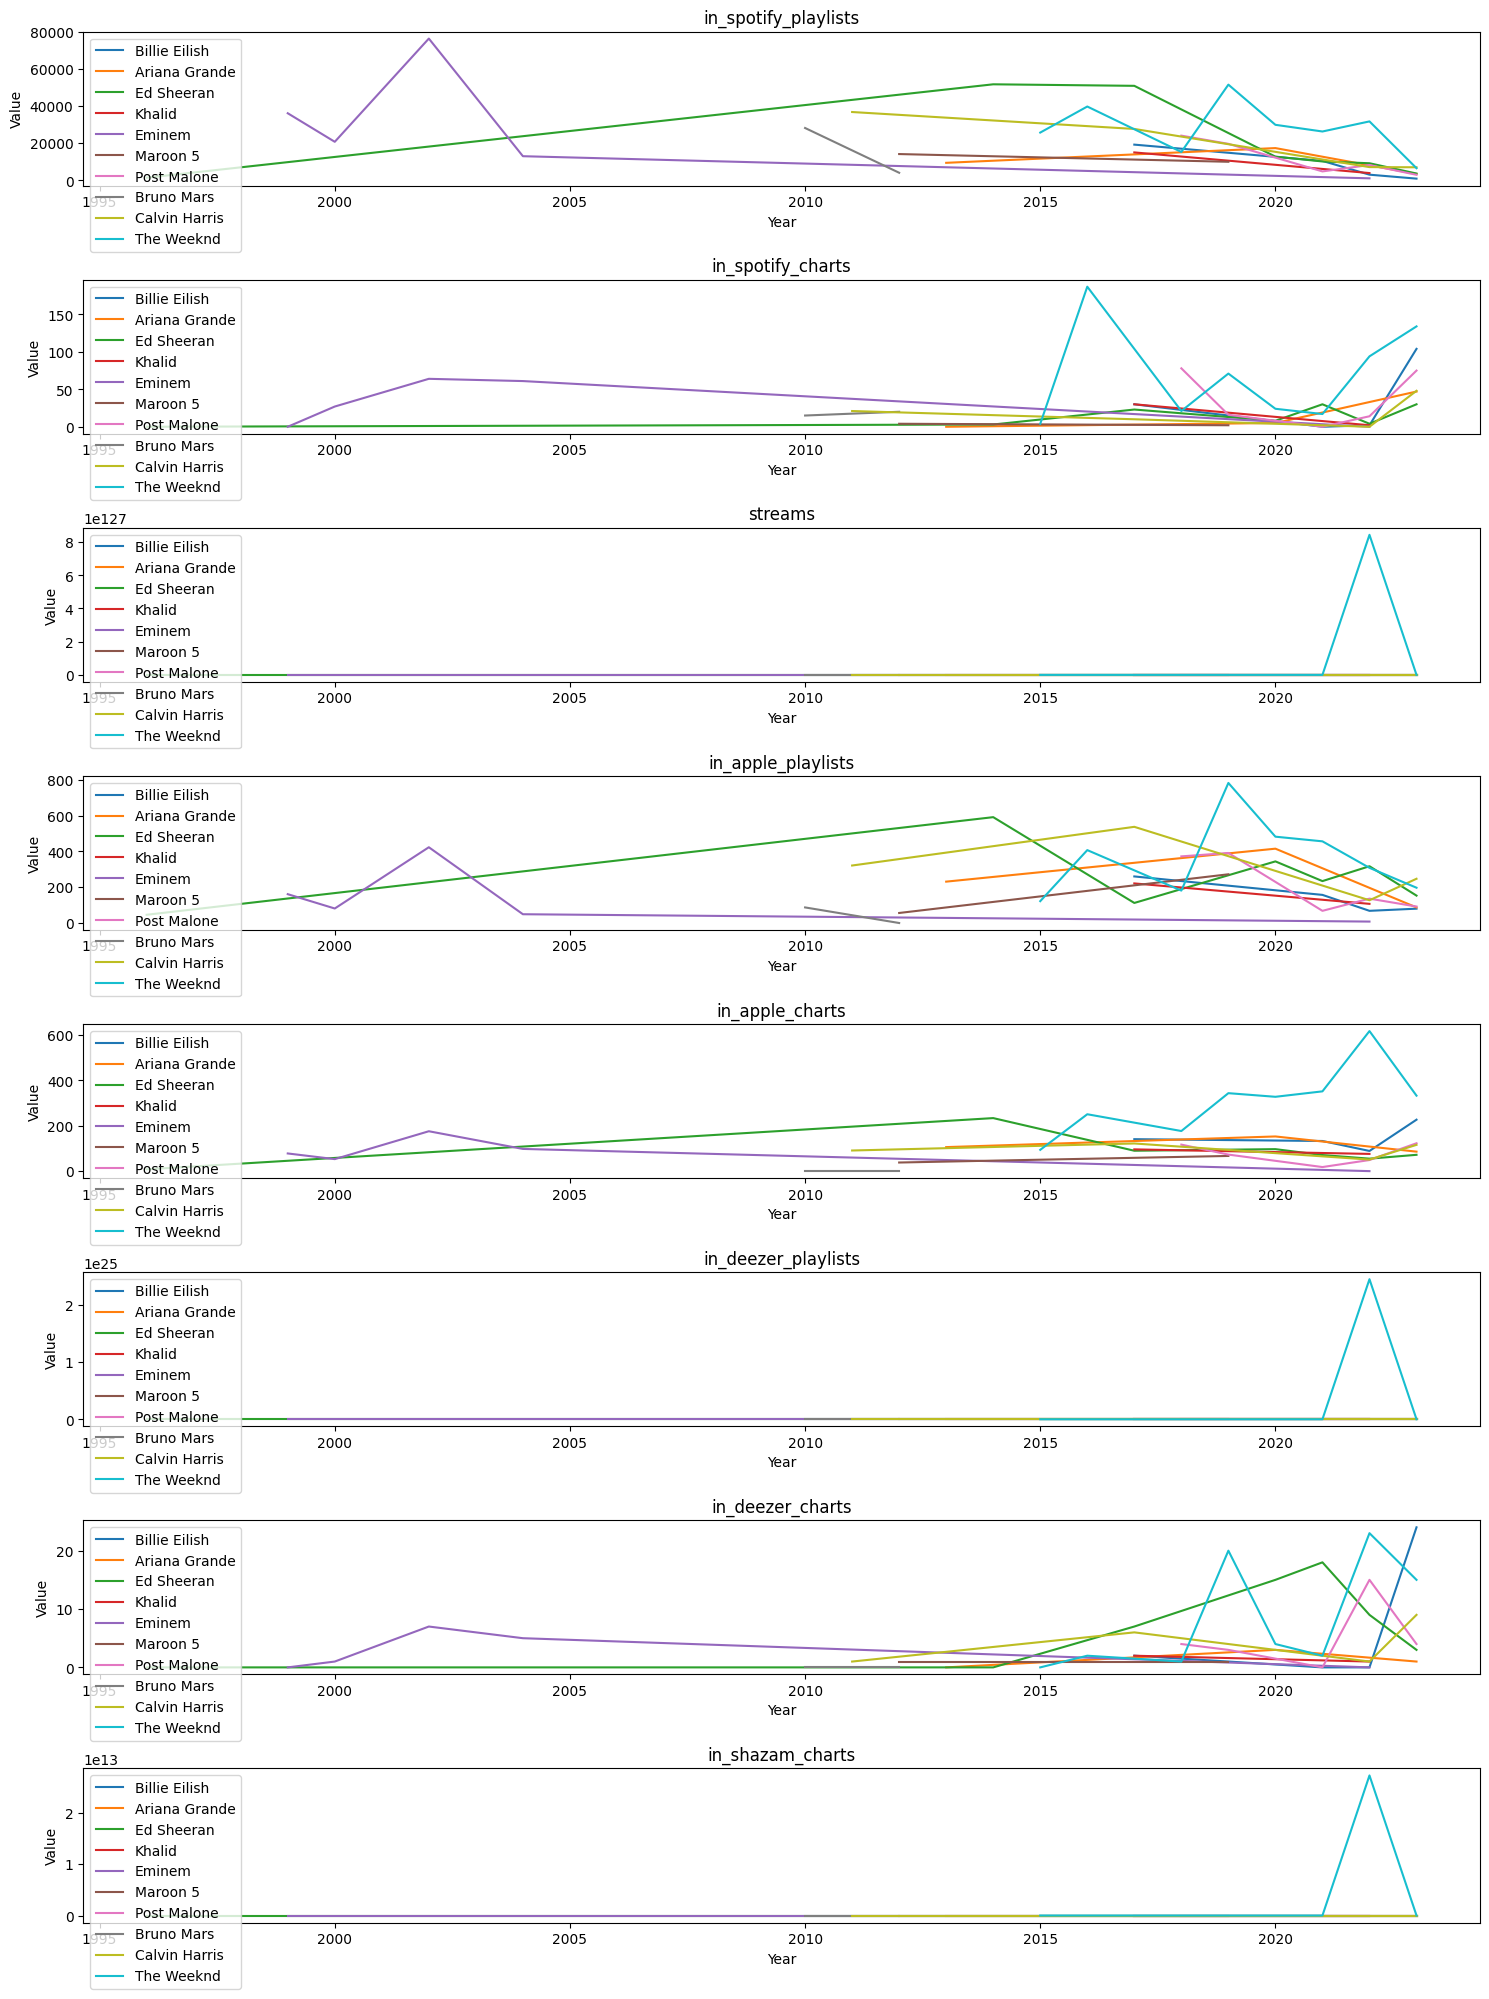 in_spotify_playlists
80000
60000
40000
20000
0
Value
Billie Eilish
Ariana Grande
Ed Sheeran
Khalid
Eminem
Maroon 5
Post Malone
Bruno Mars
Calvin Harris
The Weeknd
1995 2000 2005 2010 2015 2020
Year
in_spotify_charts
150
100
50
0
Value
Billie Eilish
Ariana Grande
Ed Sheeran
Khalid
Eminem
Maroon 5
Post Malone
Bruno Mars
Calvin Harris
The Weeknd
1995 2000 2005 2010 2015 2020
Year
streams
1e127
8
6
4
2
0
Value
Billie Eilish
Ariana Grande
Ed Sheeran
Khalid
Eminem
Maroon 5
Post Malone
Bruno Mars
Calvin Harris
The Weeknd
1995 2000 2005 2010 2015 2020
Year
in_apple_playlists
800
600
400
200
0
Value
Billie Eilish
Ariana Grande
Ed Sheeran
Khalid
Eminem
Maroon 5
Post Malone
Bruno Mars
Calvin Harris
The Weeknd
1995 2000 2005 2010 2015 2020
Year
in_apple_charts
600
400
200
0
Value
Billie Eilish
Ariana Grande
Ed Sheeran
Khalid
Eminem
Maroon 5
Post Malone
Bruno Mars
Calvin Harris
The Weeknd
1995 2000 2005 2010 2015 2020
Year
in_deezer_playlists
1e25
2
1
0
Value
Billie Eilish
Ariana Grande
Ed Sheeran
Khalid
Eminem
Maroon 5
Post Malone
Bruno Mars
Calvin Harris
The Weeknd
1995 2000 2005 2010 2015 2020
Year
in_deezer_charts
20
10
0
Value
Billie Eilish
Ariana Grande
Ed Sheeran
Khalid
Eminem
Maroon 5
Post Malone
Bruno Mars
Calvin Harris
The Weeknd
1995 2000 2005 2010 2015 2020
Year
in_shazam_charts
1e13
2
1
0
Value
Billie Eilish
Ariana Grande
Ed Sheeran
Khalid
Eminem
Maroon 5
Post Malone
Bruno Mars
Calvin Harris
The Weeknd
1995 2000 2005 2010 2015 2020
Year